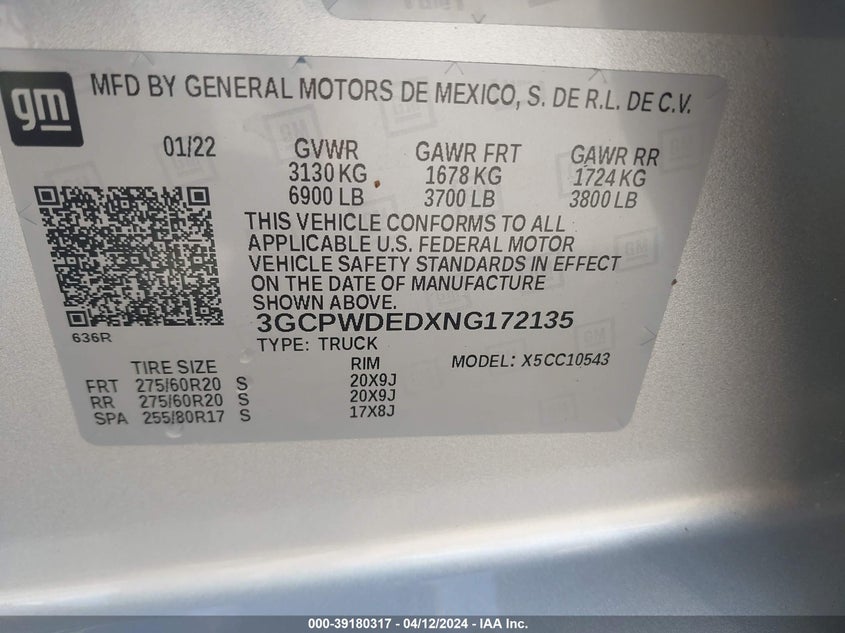 gm
MFD BY GENERAL MOTORS DE MEXICO, S. DE R.L. DE C.V.
01/22 GVWR GAWR FRT GAWR RR
3130 KG 1678 KG 1724 KG
6900 LB 3700 LB 3800 LB
THIS VEHICLE CONFORMS TO ALL
APPLICABLE U.S. FEDERAL MOTOR
VEHICLE SAFETY STANDARDS IN EFFECT
ON THE DATE OF MANUFACTURE
SHOWN ABOVE.
3GCPWDEDXNG172135
636R
TYPE: TRUCK
TIRE SIZE RIM MODEL: X5CC10543
FRT 275/60R20 S 20X9J
RR 275/60R20 S 20X9J
SPA 255/80R17 S 17X8J
000-39180317 - 04/12/2024 - IAA Inc.